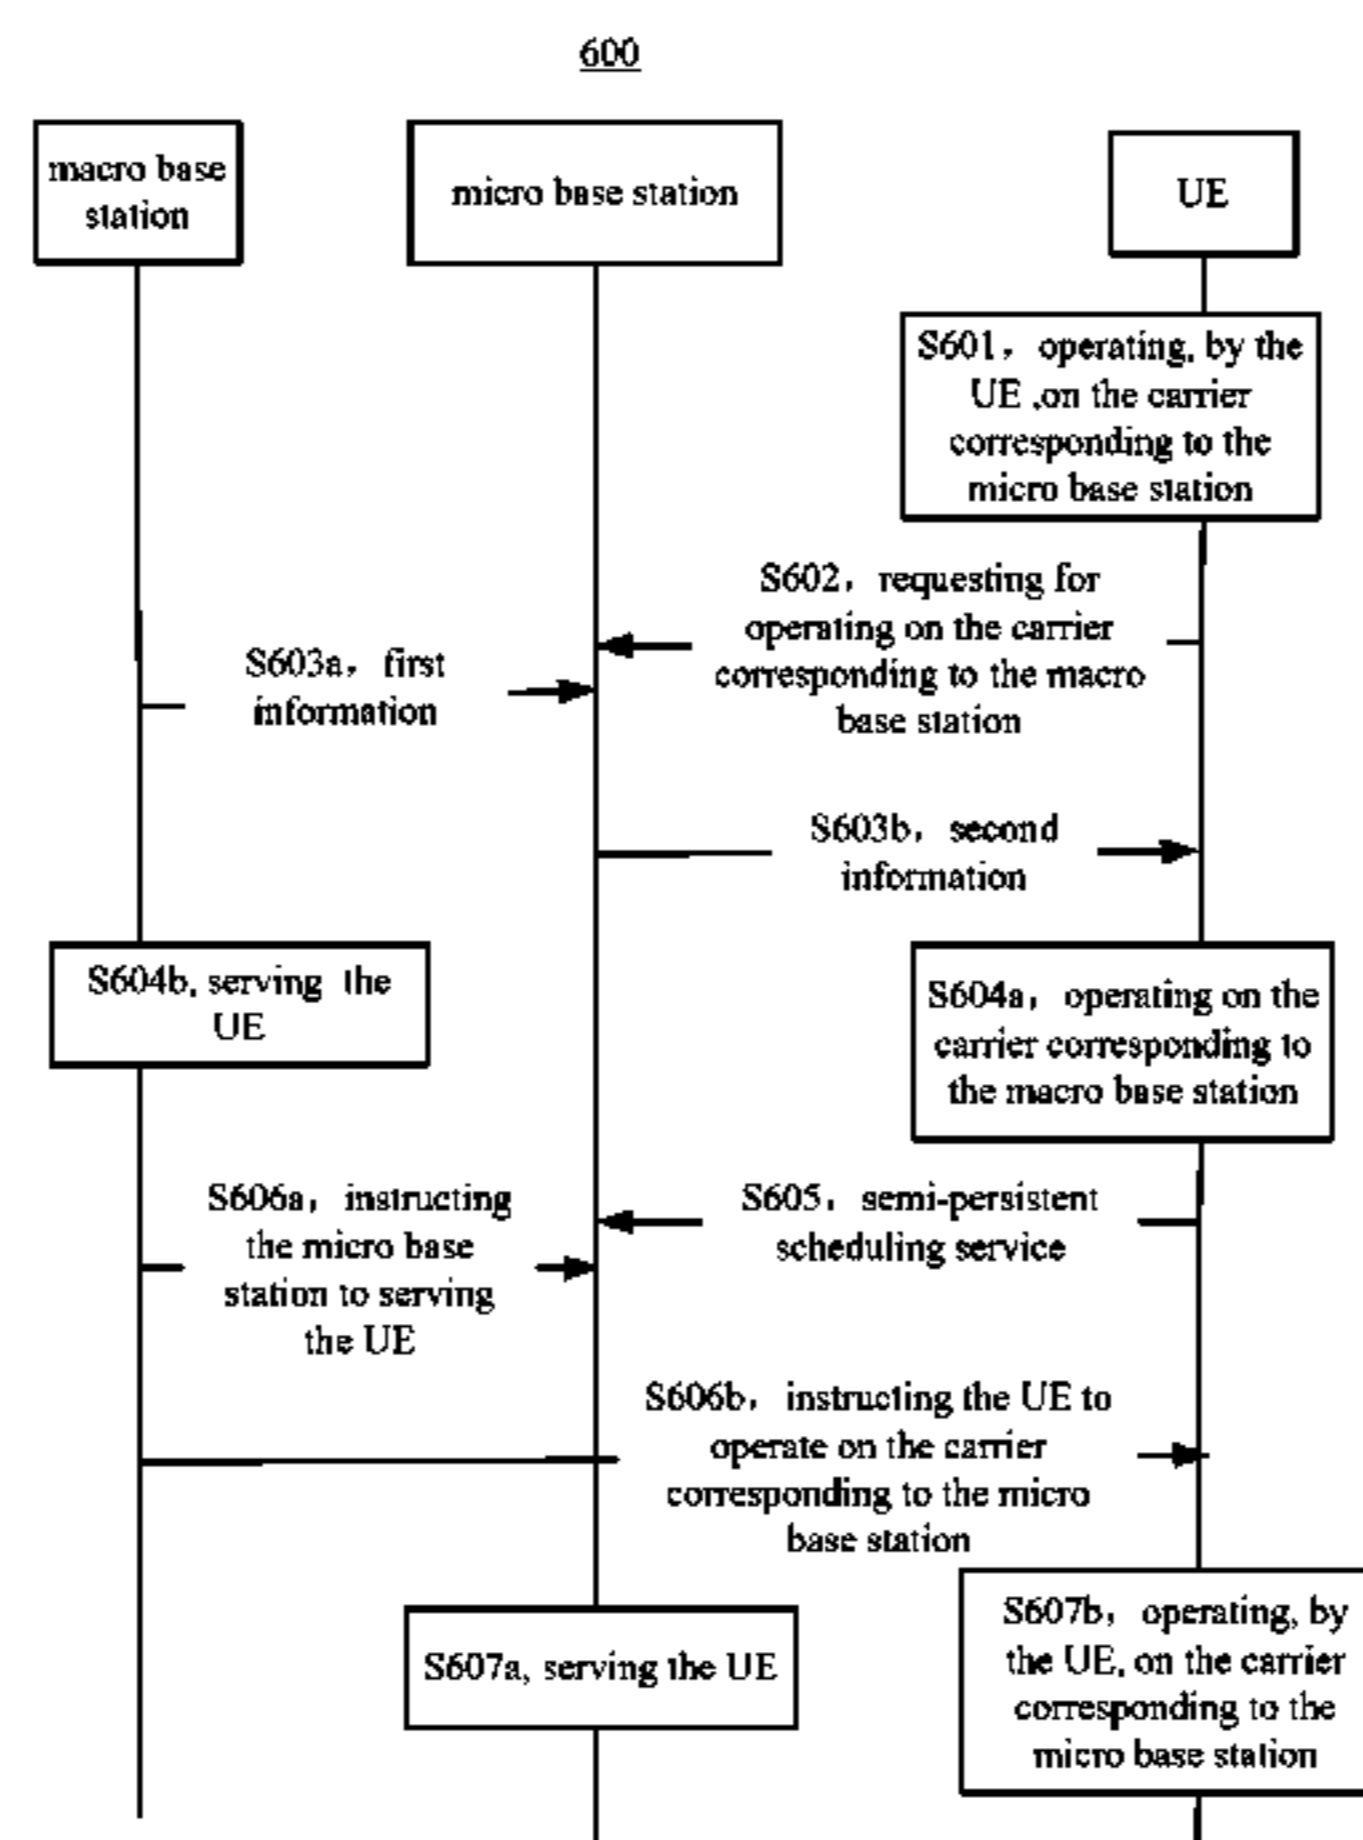 600
macro base
station
micro base station
UE
S601, operating, by the
UE ,on the carrier
corresponding to the
micro base station
S602, requesting for
operating on the carrier
corresponding to the macro
base station
S603a, first
information
S603b, second
information
S604b, serving the
UE
S604a, operating on the
carrier corresponding to
the macro base station
S606a, instructing
the micro base
station to serving
the UE
S605, semi-persistent
scheduling service
S606b, instructing the UE to
operate on the carrier
corresponding to the micro
base station
S607a, serving the UE
S607b, operating, by
the UE, on the carrier
corresponding to the
micro base station